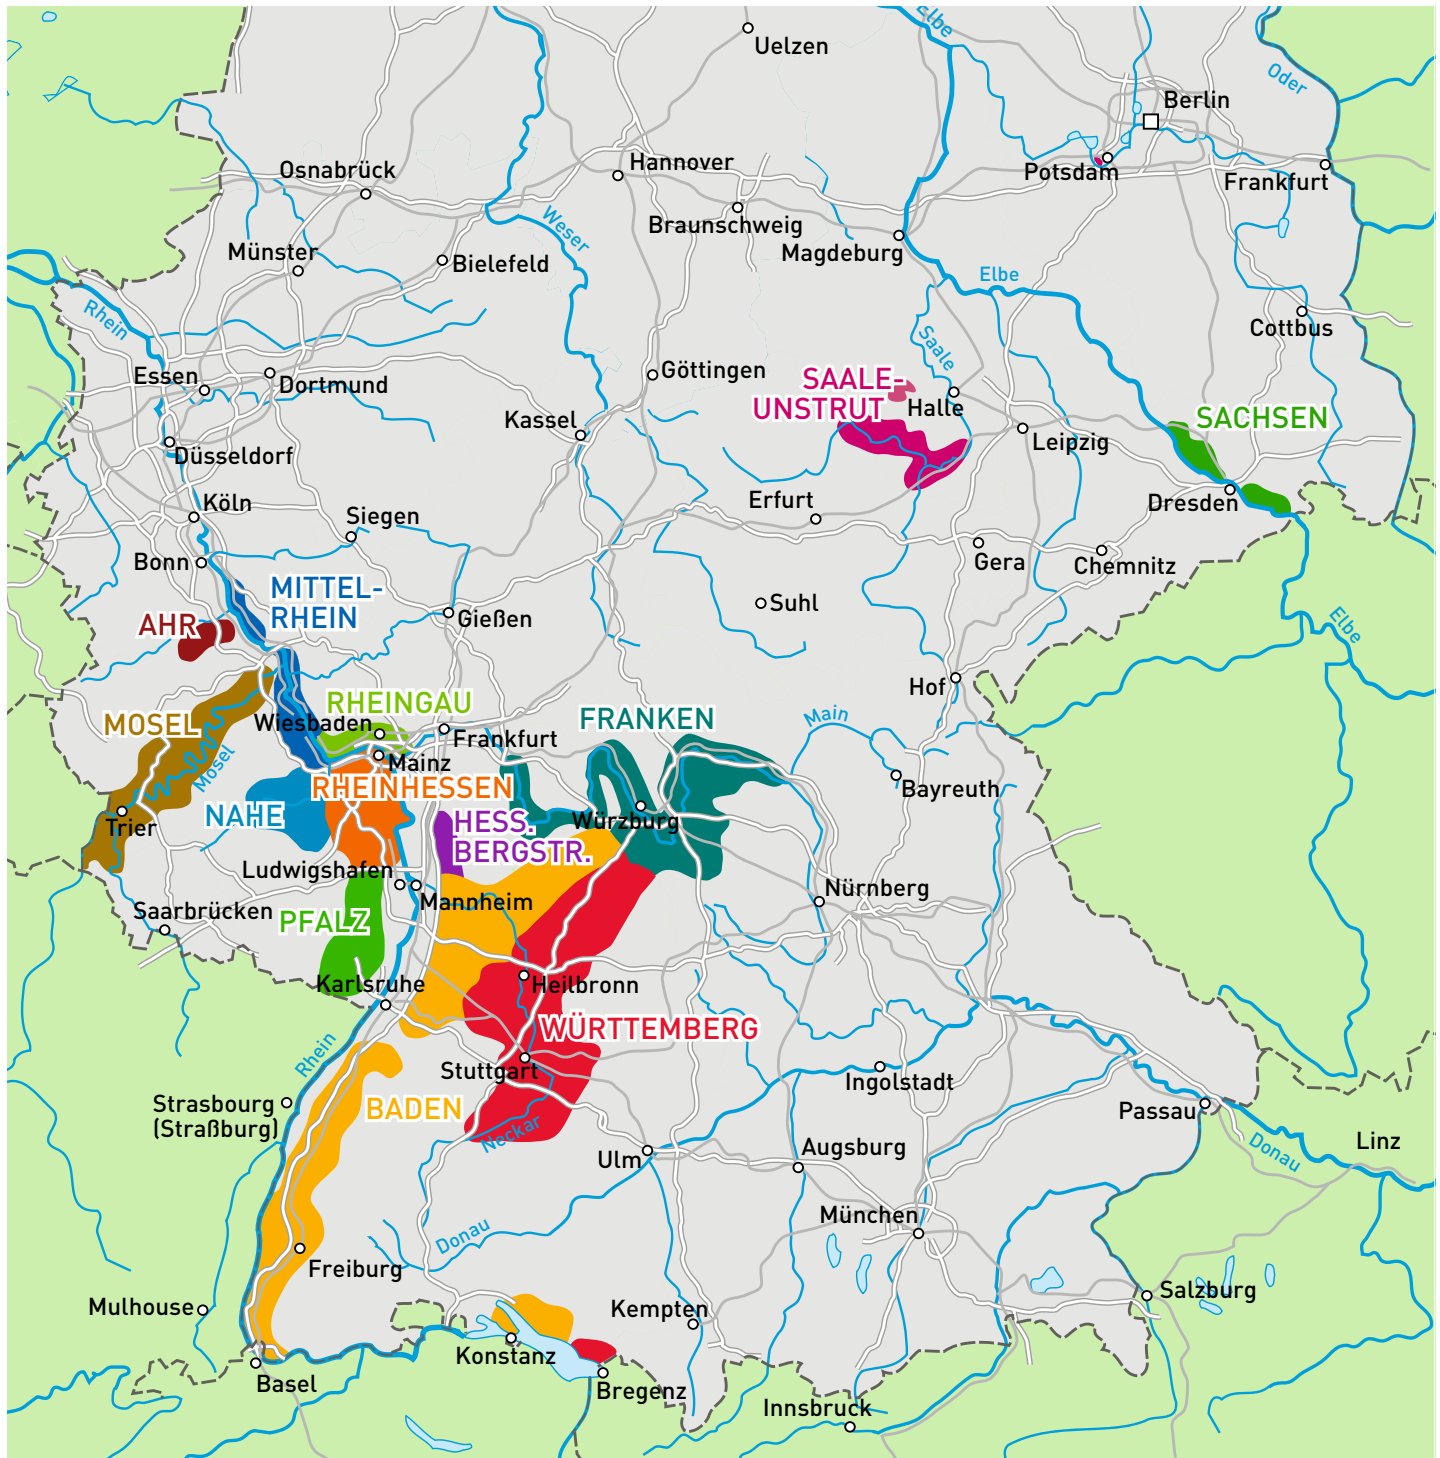 Elbe
Uelzen
Oder
Berlin
Hannover
Osnabrück
Potsdam
Frankfurt
Braunschweig
Weser
Magdeburg
Münster
Bielefeld
Elbe
Rhein
Cottbus
Saale
Göttingen
Essen
Dortmund
SAALE-
UNSTRUT
Halle
Kassel
SACHSEN
Leipzig
Düsseldorf
Köln
Erfurt
Dresden
Siegen
Bonn
Gera
Chemnitz
MITTEL-
RHEIN
Suhl
AHR
Gießen
Elbe
Hof
RHEINGAU
MOSEL
Wiesbaden
FRANKEN
Main
Frankfurt
Mosel
Mainz
RHEINHESSEN
Bayreuth
NAHE
HESS.
BERGSTR.
Würzburg
Trier
Ludwigshafen
Nürnberg
Mannheim
Saarbrücken
PFALZ
Karlsruhe
Heilbronn
WÜRTTEMBERG
Rhein
Stuttgart
Ingolstadt
Strasbourg
(Straßburg)
BADEN
Passau
Neckar
Linz
Donau
Ulm
Augsburg
München
Donau
Freiburg
Salzburg
Mulhouse
Kempten
Konstanz
Basel
Bregenz
Innsbruck